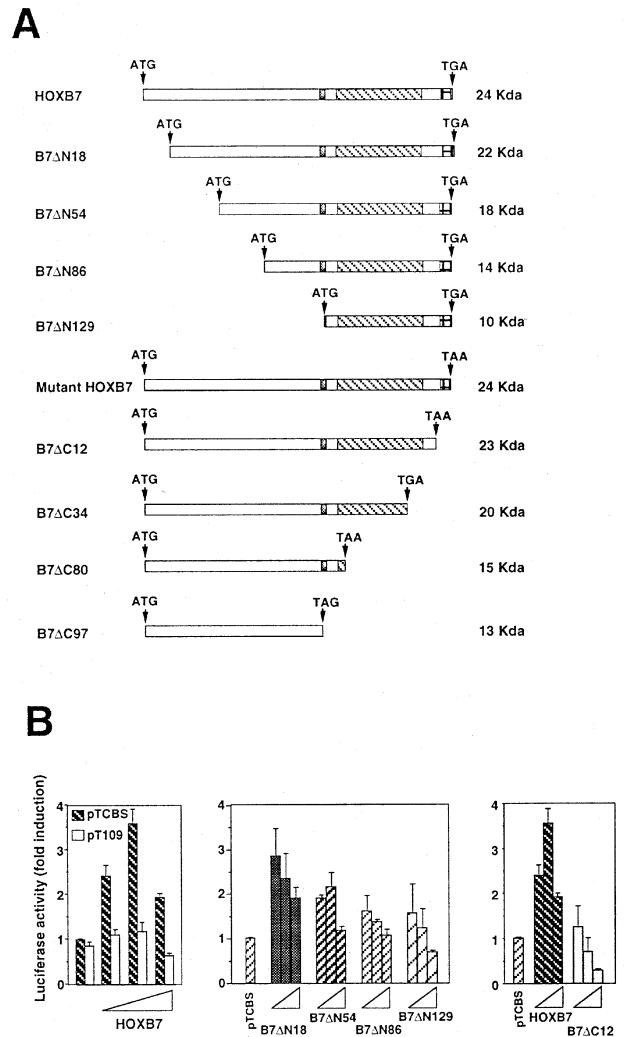 A
ATG TGA
HOXB7 24 Kda
ATG TGA
B7ΔN18 22 Kda
ATG TGA
B7ΔN54 18 Kda
ATG TGA
B7ΔN86 14 Kda
ATG TGA
B7ΔN129 10 Kda
ATG TAA
Mutant HOXB7 24 Kda
ATG TAA
B7ΔC12 23 Kda
ATG TGA
B7ΔC34 20 Kda
ATG TAA
B7ΔC80 15 Kda
ATG TAG
B7ΔC97 13 Kda
B
Luciferase activity (fold induction)
4
3
2
1
0
pTCBS
pT109
HOXB7
4
3
2
1
0
pTCBS
B7ΔN18
B7ΔN54
B7ΔN86
B7ΔN129
4
3
2
1
0
pTCBS
HOXB7
B7ΔC12